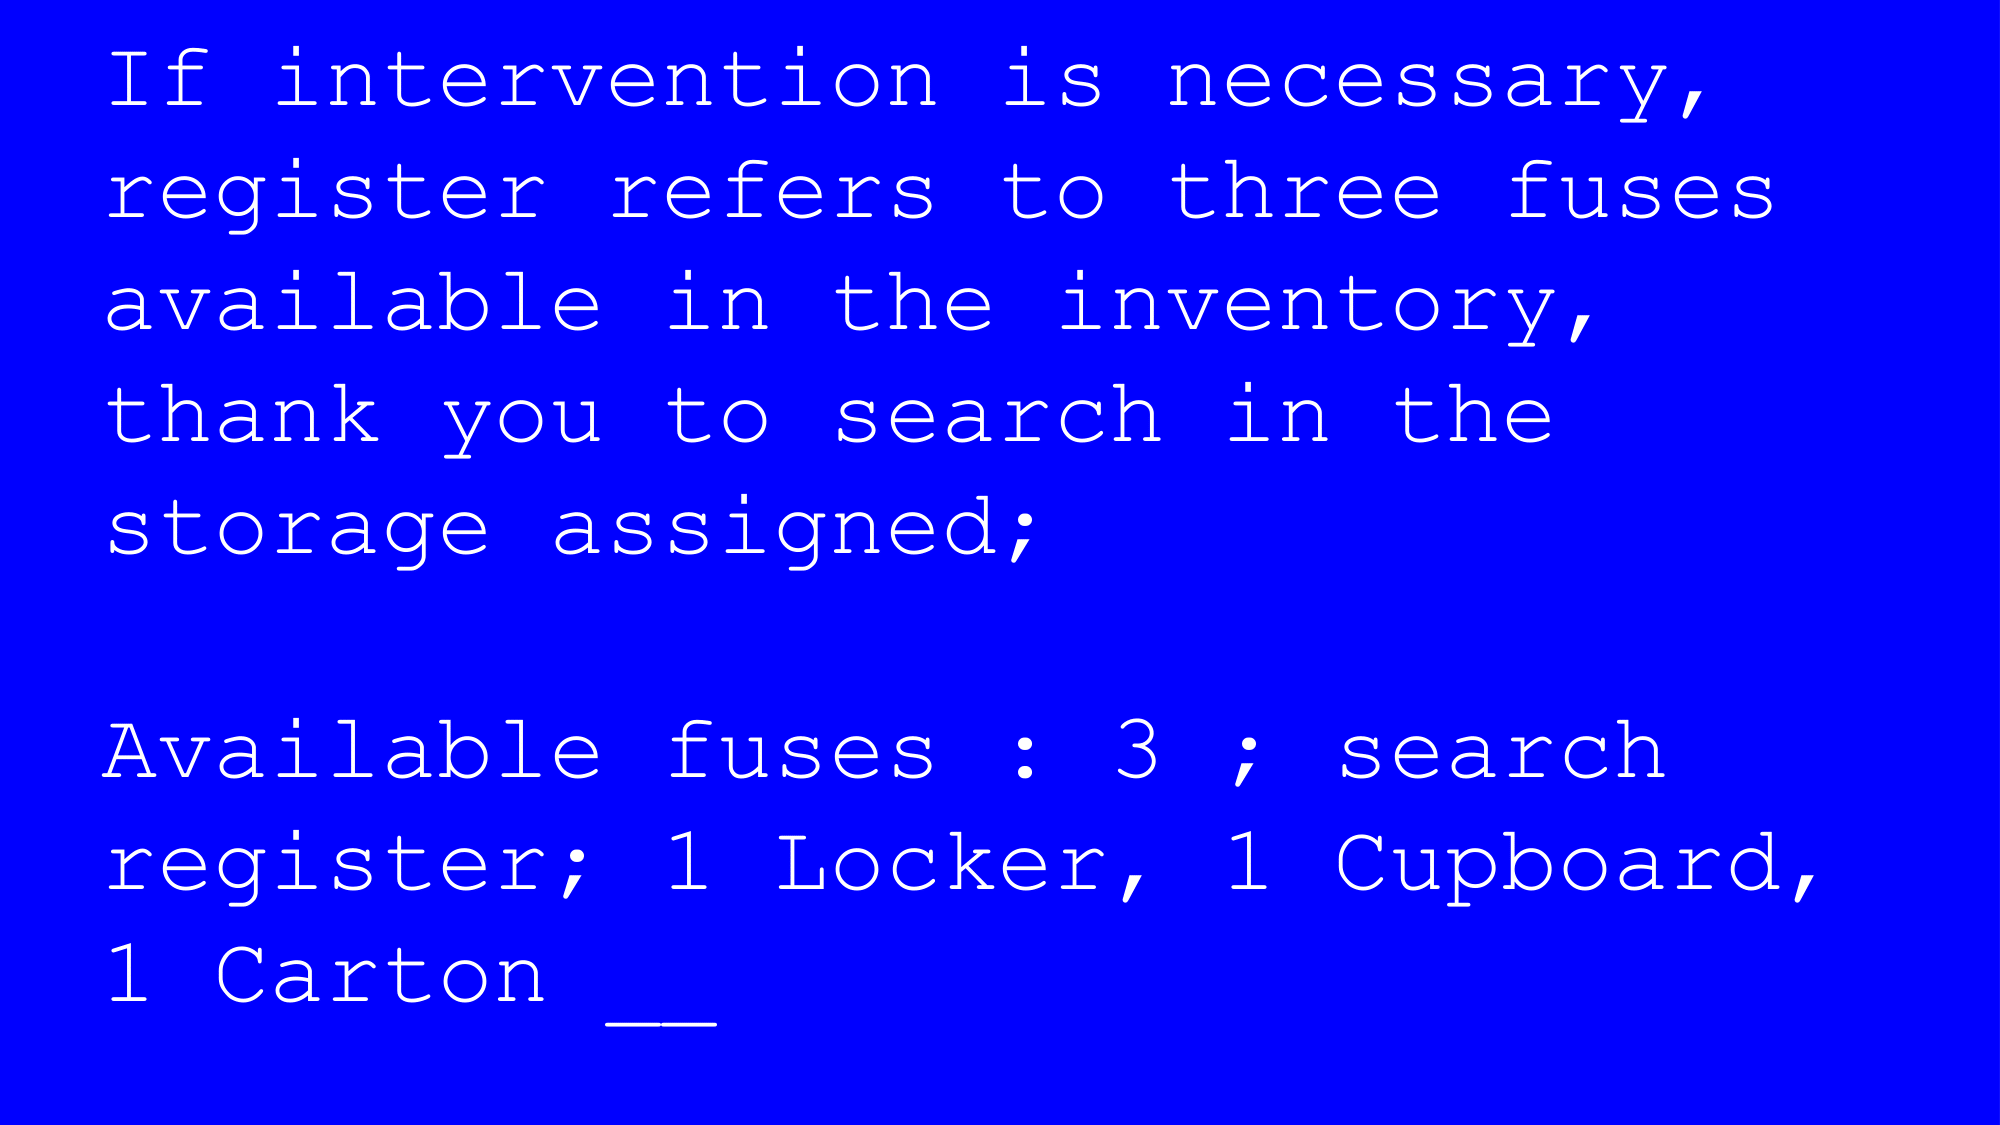 If intervention is necessary,
register refers to three fuses
available in the inventory,
thank you to search in the
storage assigned;
Available fuses : 3 ; search
register; 1 Locker, 1 Cupboard,
1 Carton __